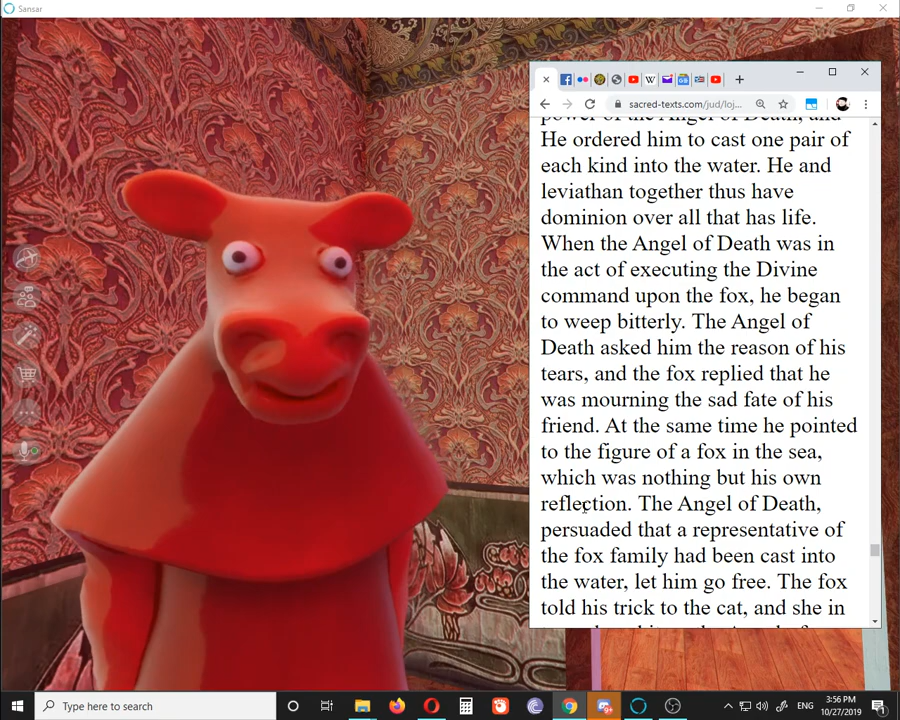 Sansar
sacred-texts.com/jud/loj...
power of the Angel of Death, and
He ordered him to cast one pair of
each kind into the water. He and
leviathan together thus have
dominion over all that has life.
When the Angel of Death was in
the act of executing the Divine
command upon the fox, he began
to weep bitterly. The Angel of
Death asked him the reason of his
tears, and the fox replied that he
was mourning the sad fate of his
friend. At the same time he pointed
to the figure of a fox in the sea,
which was nothing but his own
reflection. The Angel of Death,
persuaded that a representative of
the fox family had been cast into
the water, let him go free. The fox
told his trick to the cat, and she in
Type here to search
ENG
3:56 PM
10/27/2019